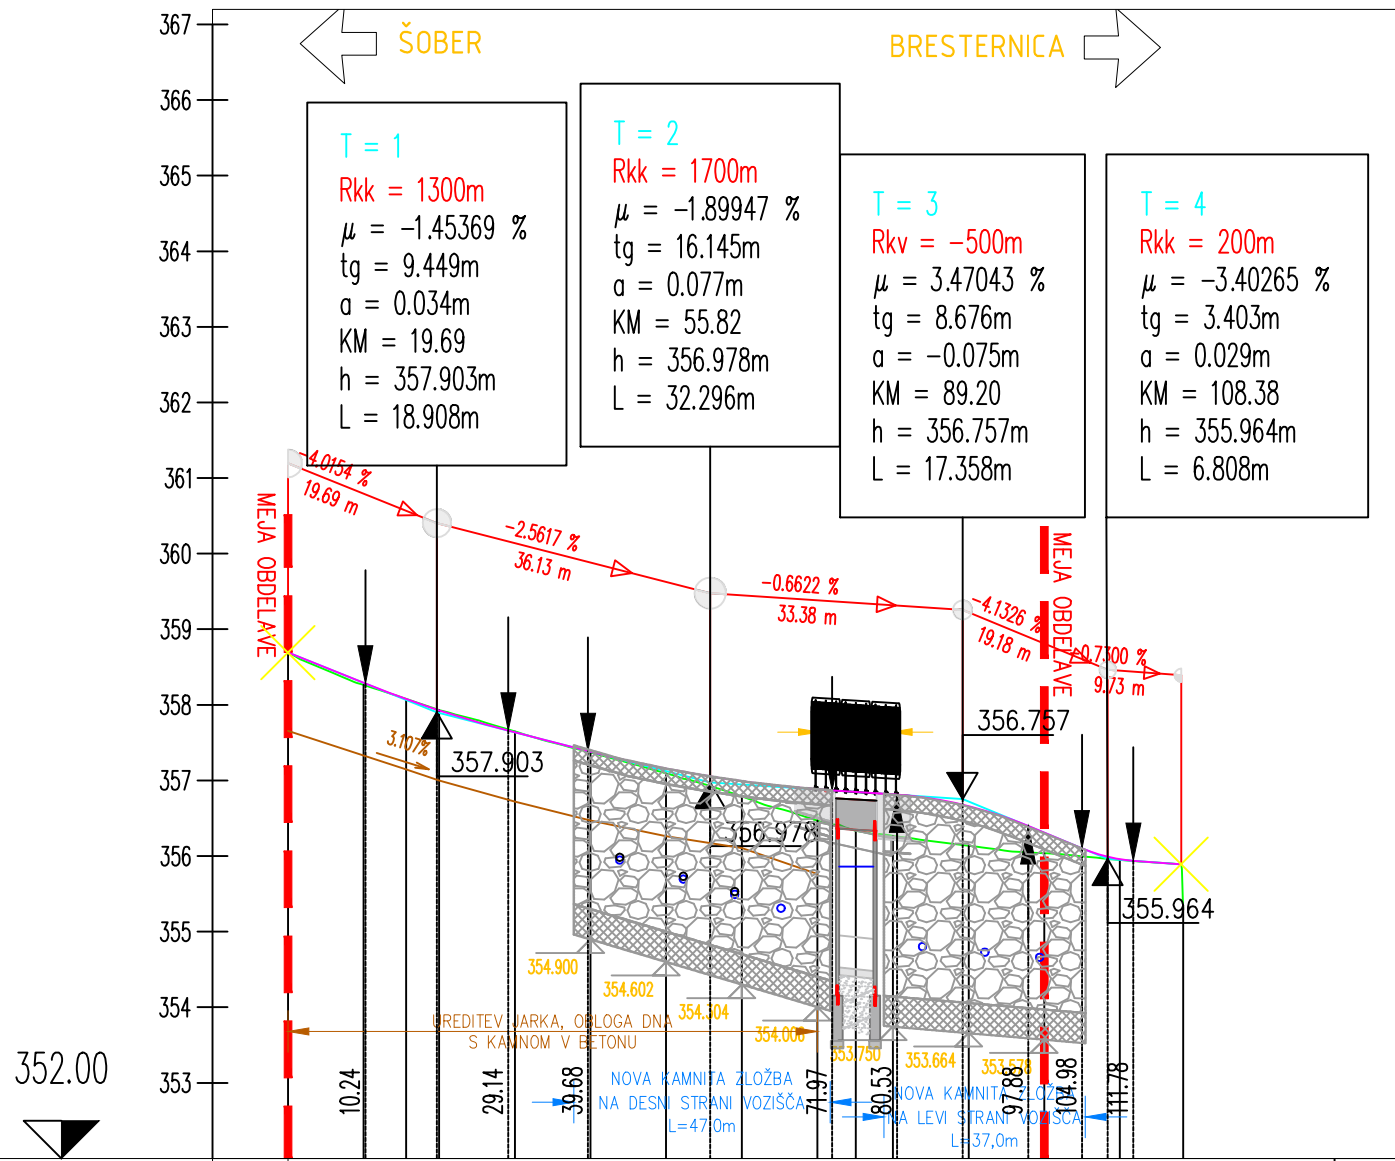 367
366
365
364
363
362
361
360
359
358
357
356
355
354
353
352.00
ŠOBER
BRESTERNICA
T = 1
Rkk = 1300m
µ = -1.45369 %
tg = 9.449m
a = 0.034m
KM = 19.69
h = 357.903m
L = 18.908m
T = 2
Rkk = 1700m
µ = -1.89947 %
tg = 16.145m
a = 0.077m
KM = 55.82
h = 356.978m
L = 32.296m
T = 3
Rkv = -500m
µ = 3.47043 %
tg = 8.676m
a = -0.075m
KM = 89.20
h = 356.757m
L = 17.358m
T = 4
Rkk = 200m
µ = -3.40265 %
tg = 3.403m
a = 0.029m
KM = 108.38
h = 355.964m
L = 6.808m
-4.0154 %
19.69 m
-2.5617 %
36.13 m
-0.6622 %
33.38 m
-4.1326 %
19.18 m
0.7300 %
9.73 m
MEJA OBDELAVE
MEJA OBDELAVE
3.107%
357.903
356.978
356.757
355.964
354.900
354.602
354.304
354.006
353.750
353.664
353.578
UREDITEV JARKA, OBLOGA DNA
S KAMNOM V BETONU
NOVA KAMNITA ZLOŽBA
NA DESNI STRANI VOZIŠČA
L=47,0m
NOVA KAMNITA ZLOŽBA
NA LEVI STRANI VOZIŠČA
L=37,0m
10.24
29.14
39.68
71.97
80.53
97.88
104.98
111.78